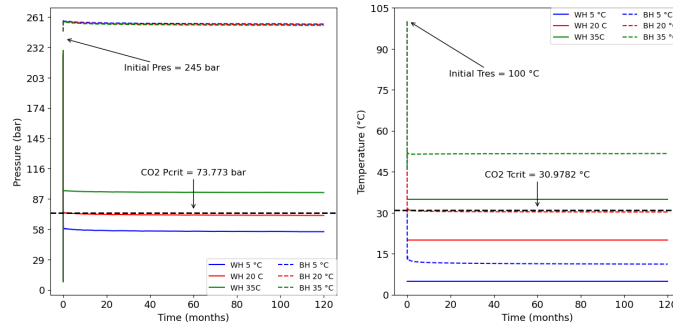 261
232
203
174
145
116
87
58
29
0
Pressure (bar)
0
20
40
60
80
100
120
Time (months)
Initial Pres = 245 bar
CO2 Pcrit = 73.773 bar
WH 5 °C
WH 20 C
WH 35C
BH 5 °C
BH 20 °C
BH 35 °C
105
90
75
60
45
30
15
0
Temperature (°C)
0
20
40
60
80
100
120
Time (months)
WH 5 °C
WH 20 C
WH 35C
BH 5 °C
BH 20 °C
BH 35 °C
Initial Tres = 100 °C
CO2 Tcrit = 30.9782 °C